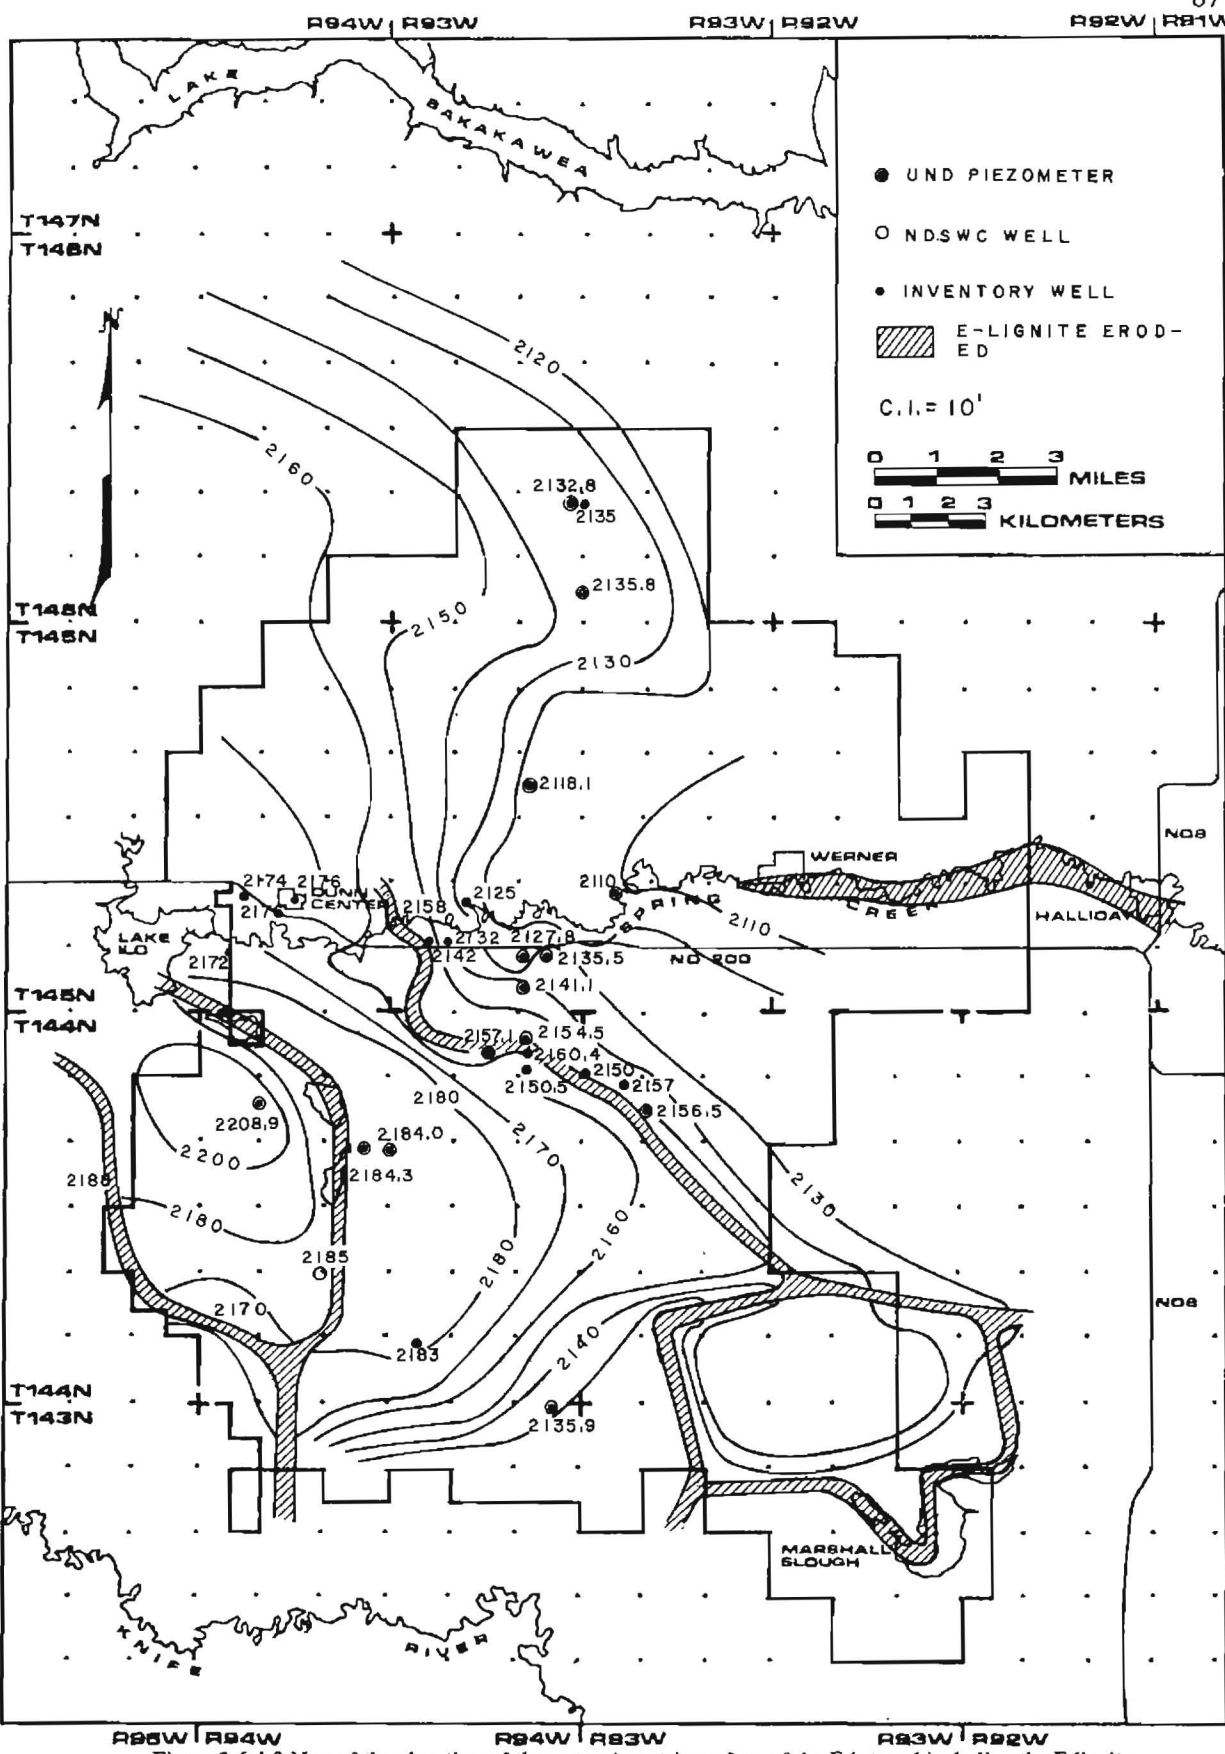 R94W R93W
R93W R92W
R92W R91W
LAKE
BAKAKAWEA
UND PIEZOMETER
NDSWC WELL
INVENTORY WELL
E-LIGNITE EROD-
ED
C.I.= 10'
0 1 2 3
MILES
0 1 2 3
KILOMETERS
T147N
T146N
N
2120
2160
2132.8
2135
2135.8
T146N
T145N
2150
2130
2118.1
NO8
WERNER
2174
2176
DUNN
CENTER
2125
2110
2158
SPRING
CREEK
2110
HALLIDAY
LAKE
ILO
2132
2127.8
2142
2135.5
NO 200
2172
2141.1
T145N
T144N
2157.1
2154.5
2160.4
2150
2150.5
2157
2156.5
2180
2208.9
2184.0
2170
2200
2184.3
2188
2130
2180
2160
2185
2180
2170
NO8
2140
2183
T144N
T143N
2135.9
MARSHALL
SLOUGH
KNIFE
RIVER
R95W R94W
R94W R93W
R93W R92W